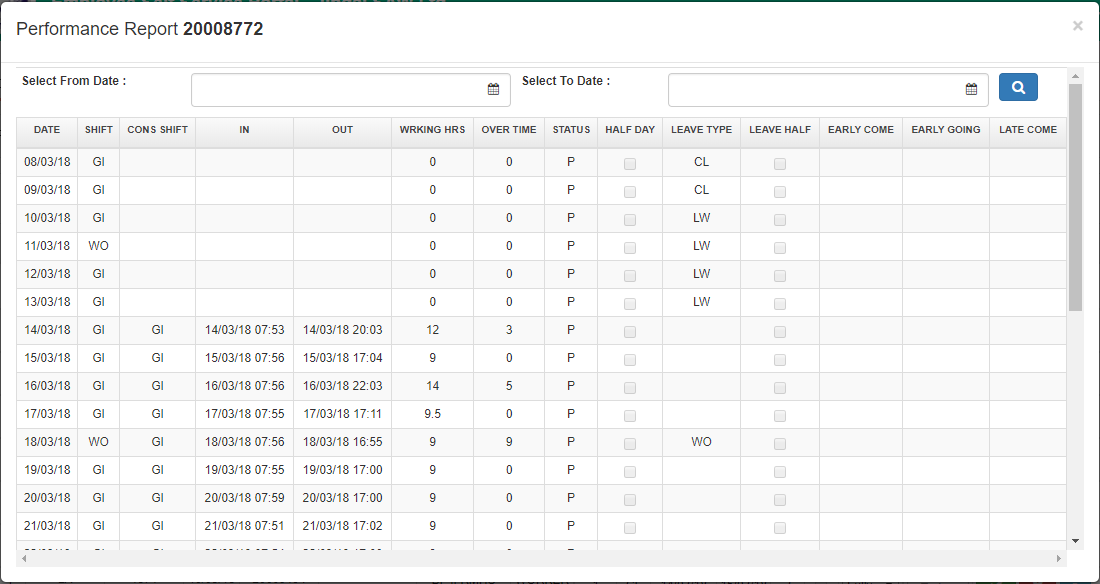 Performance Report 20008772 ×
Select From Date : Select To Date :
DATE SHIFT CONS SHIFT IN OUT WRKING HRS OVER TIME STATUS HALF DAY LEAVE TYPE LEAVE HALF EARLY COME EARLY GOING LATE COME
08/03/18 GI 0 0 P CL
09/03/18 GI 0 0 P CL
10/03/18 GI 0 0 P LW
11/03/18 WO 0 0 P LW
12/03/18 GI 0 0 P LW
13/03/18 GI 0 0 P LW
14/03/18 GI GI 14/03/18 07:53 14/03/18 20:03 12 3 P
15/03/18 GI GI 15/03/18 07:56 15/03/18 17:04 9 0 P
16/03/18 GI GI 16/03/18 07:56 16/03/18 22:03 14 5 P
17/03/18 GI GI 17/03/18 07:55 17/03/18 17:11 9.5 0 P
18/03/18 WO GI 18/03/18 07:56 18/03/18 16:55 9 9 P WO
19/03/18 GI GI 19/03/18 07:55 19/03/18 17:00 9 0 P
20/03/18 GI GI 20/03/18 07:59 20/03/18 17:00 9 0 P
21/03/18 GI GI 21/03/18 07:51 21/03/18 17:02 9 0 P